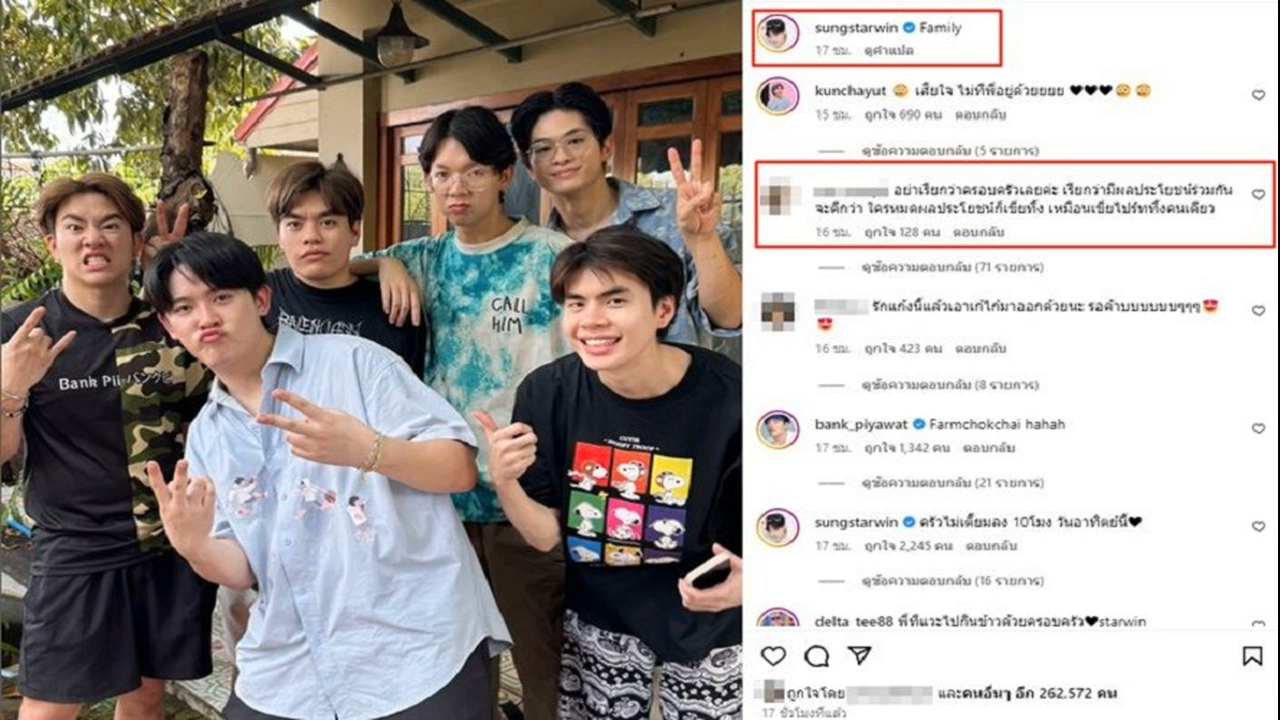 CALL
HIM
Bank Pii
sungstarwin Family
17 ชม. ดูคำแปล
kunchayut 😳 เสียใจ ไม่ทีพี่อยู่ด้วยยยย ♥♥♥😳 😳
15 ชม. ถูกใจ 690 คน ตอบกลับ
ดูข้อความตอบกลับ (5 รายการ)
อย่าเรียกว่าครอบครัวเลยค่ะ เรียกว่ามีผลประโยชน์ร่วมกัน
จะดีกว่า ใครหมดผลประโยชน์ก็เขี่ยทิ้ง เหมือนเขี่ยไปร์ททิ้งคนเดียว
16 ชม. ถูกใจ 128 คน ตอบกลับ
ดูข้อความตอบกลับ (71 รายการ)
รักแก๊งนี้แล้วเอาเก้าไก่มาออกด้วยนะ รอค้าบบบบบๆๆๆ😍
😍
16 ชม. ถูกใจ 423 คน ตอบกลับ
ดูข้อความตอบกลับ (8 รายการ)
bank_piyawat Farmchokchai hahah
17 ชม. ถูกใจ 1,342 คน ตอบกลับ
ดูข้อความตอบกลับ (21 รายการ)
sungstarwin ครัวไม่เตี๊ยมลง 10โมง วันอาทิตย์นี้♥
17 ชม. ถูกใจ 2,245 คน ตอบกลับ
ดูข้อความตอบกลับ (16 รายการ)
delta_tee88 พี่ที่แวะไปกินข้าวด้วยครอบครัว♥starwin
ถูกใจโดย และคนอื่นๆ อีก 262,572 คน
17 ชั่วโมงที่แล้ว